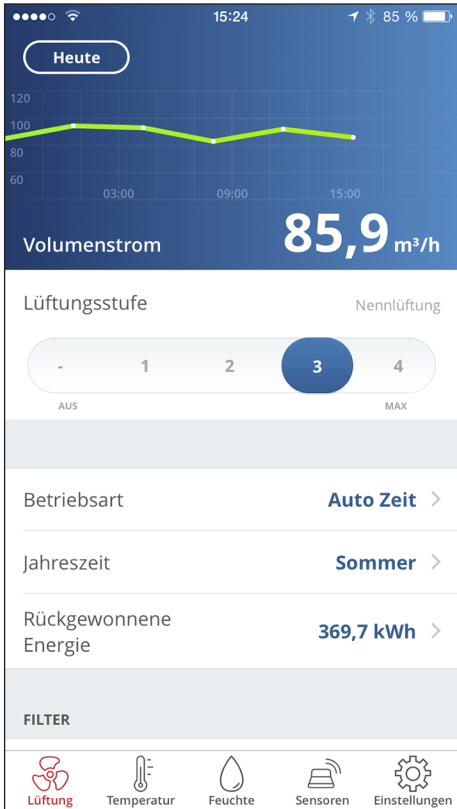 15:24
85 %
Heute
120
100
80
60
03:00 09:00 15:00
Volumenstrom 85,9 m³/h
Lüftungsstufe Nennlüftung
- 1 2 3 4
AUS MAX
Betriebsart Auto Zeit
Jahreszeit Sommer
Rückgewonnene
Energie
369,7 kWh
FILTER
Lüftung Temperatur Feuchte Sensoren Einstellungen